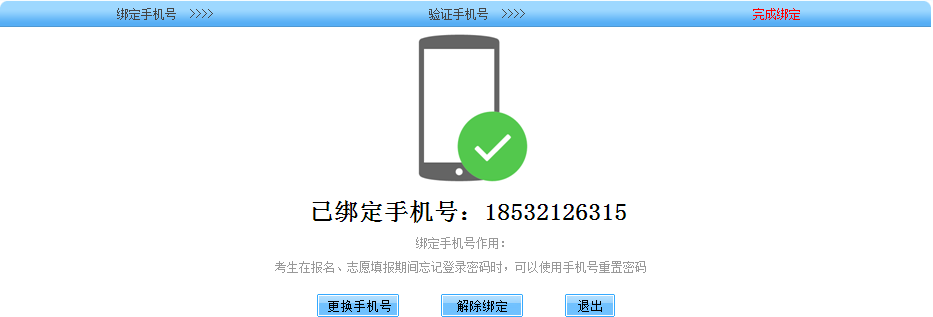 绑定手机号 >>>> 验证手机号 >>>> 完成绑定
已绑定手机号：18532126315
绑定手机号作用：
考生在报名、志愿填报期间忘记登录密码时，可以使用手机号重置密码
更换手机号 解除绑定 退出